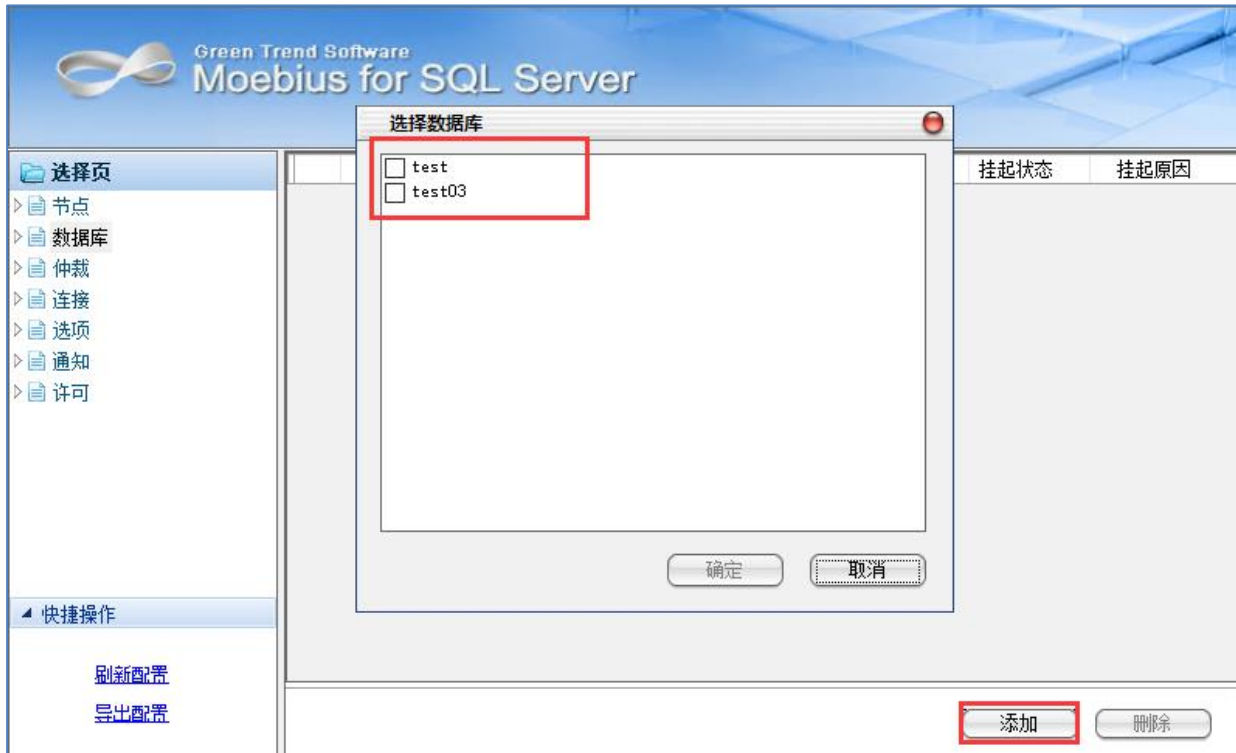 Green Trend Software
Moebius for SQL Server
选择数据库
选择页
test
test03
挂起状态
挂起原因
节点
数据库
仲裁
连接
选项
通知
许可
确定
取消
快捷操作
刷新配置
导出配置
添加
删除